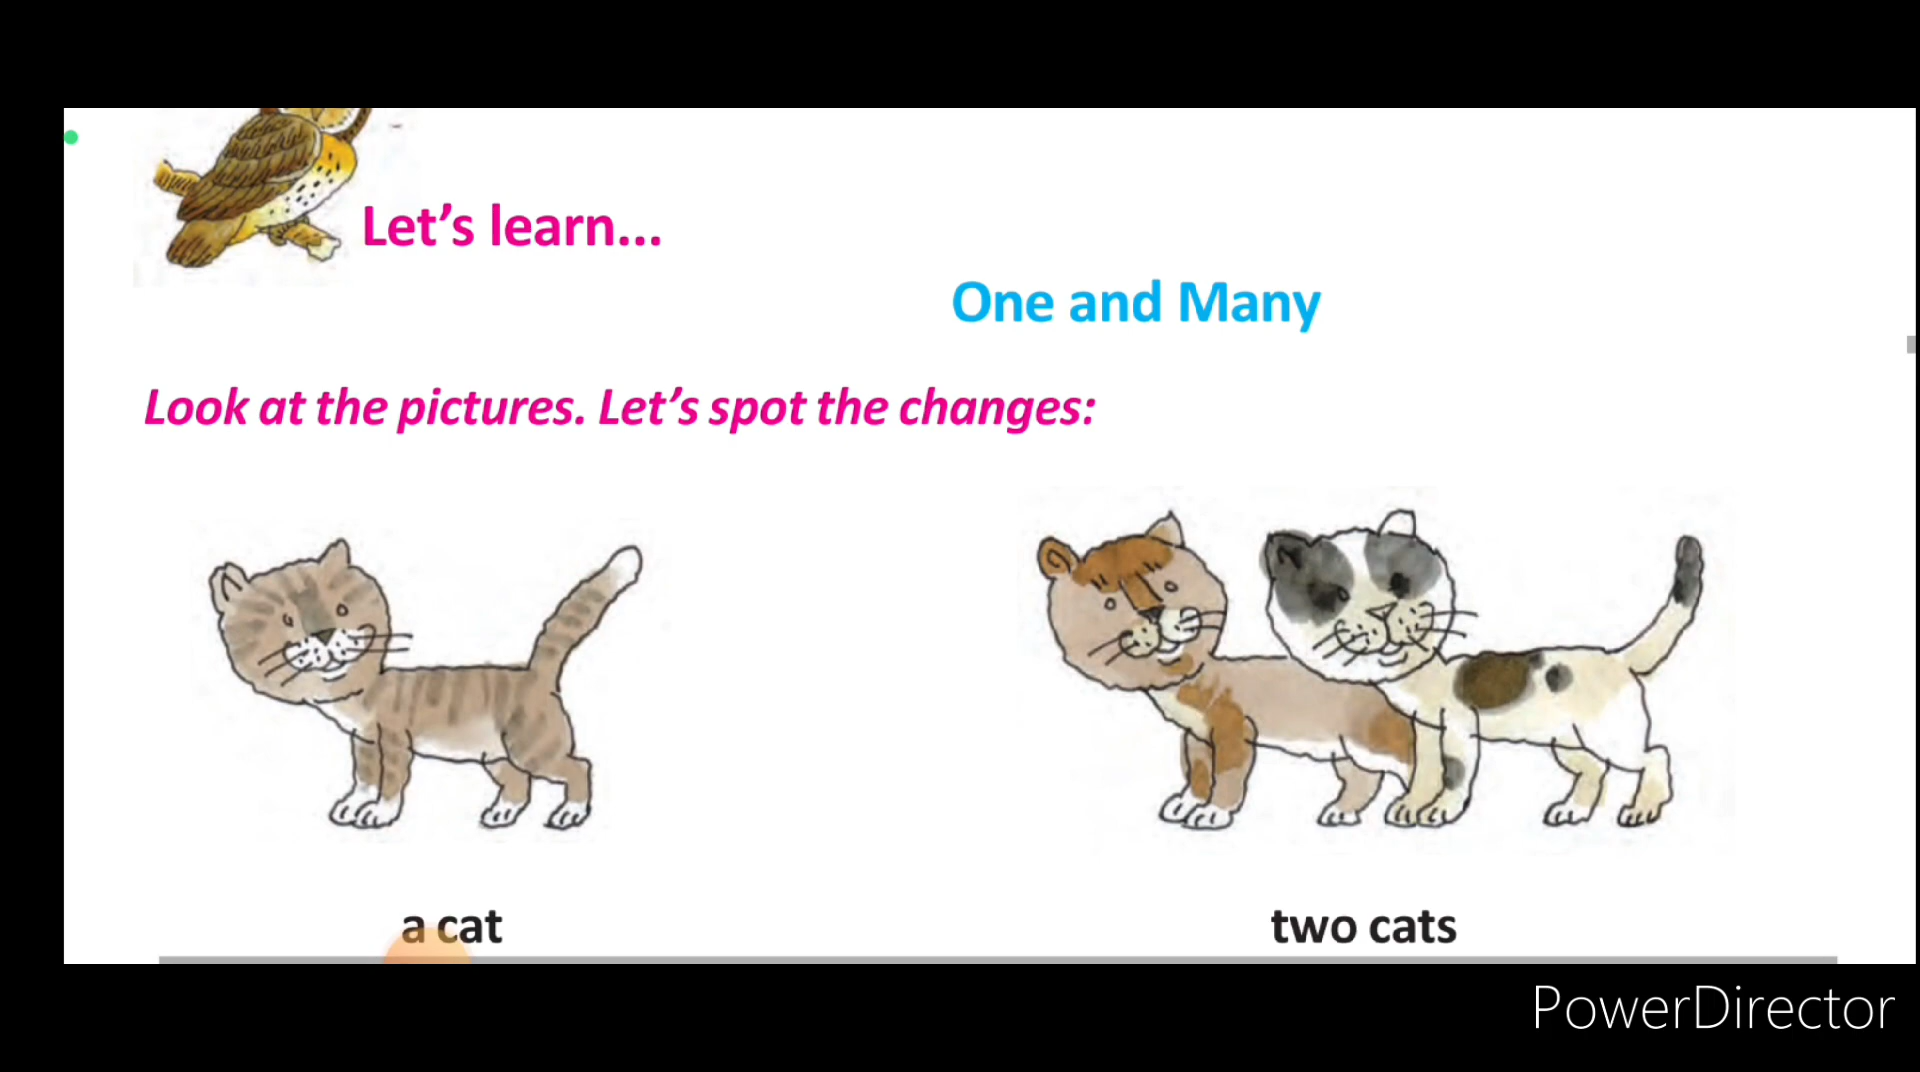 Let's learn...
One and Many
Look at the pictures. Let's spot the changes:
a cat
two cats
PowerDirector